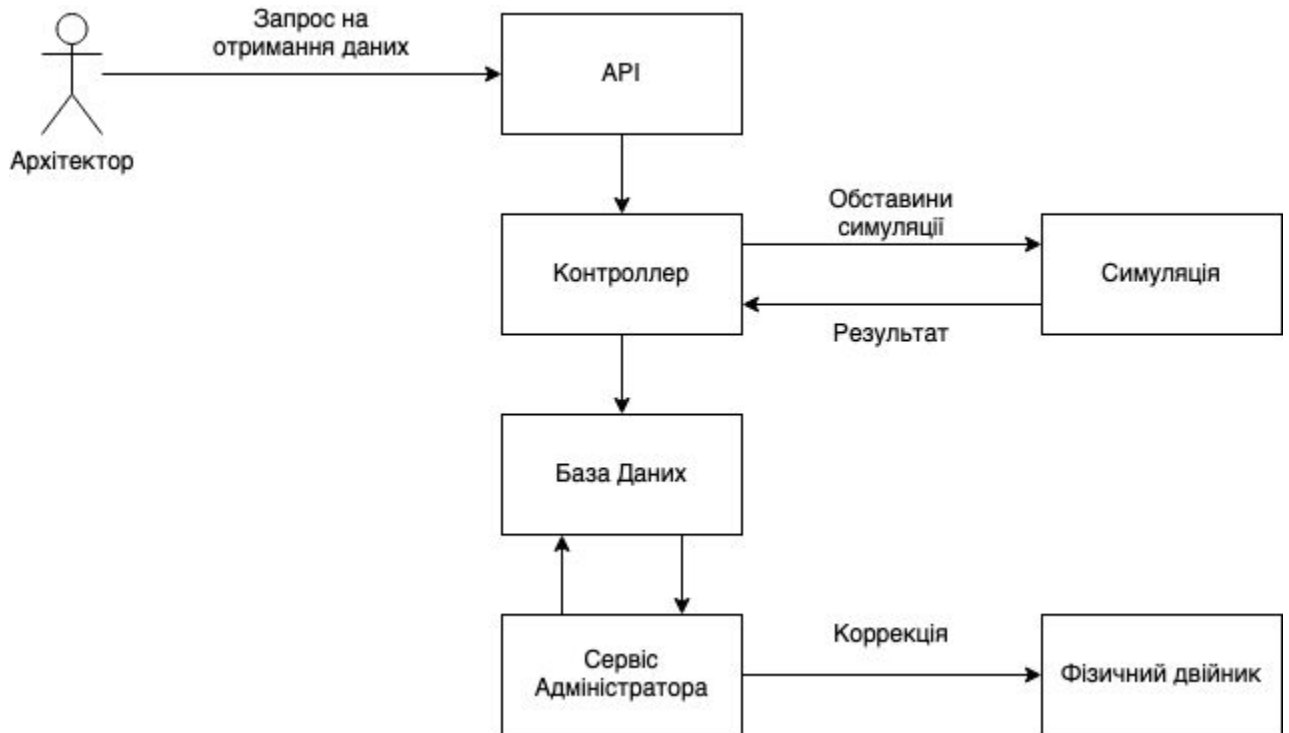 Запрос на
отримання даних
API
Архітектор
Обставини
симуляції
Контроллер
Симуляція
Результат
База Даних
Коррекція
Сервіс
Адміністратора
Фізичний двійник